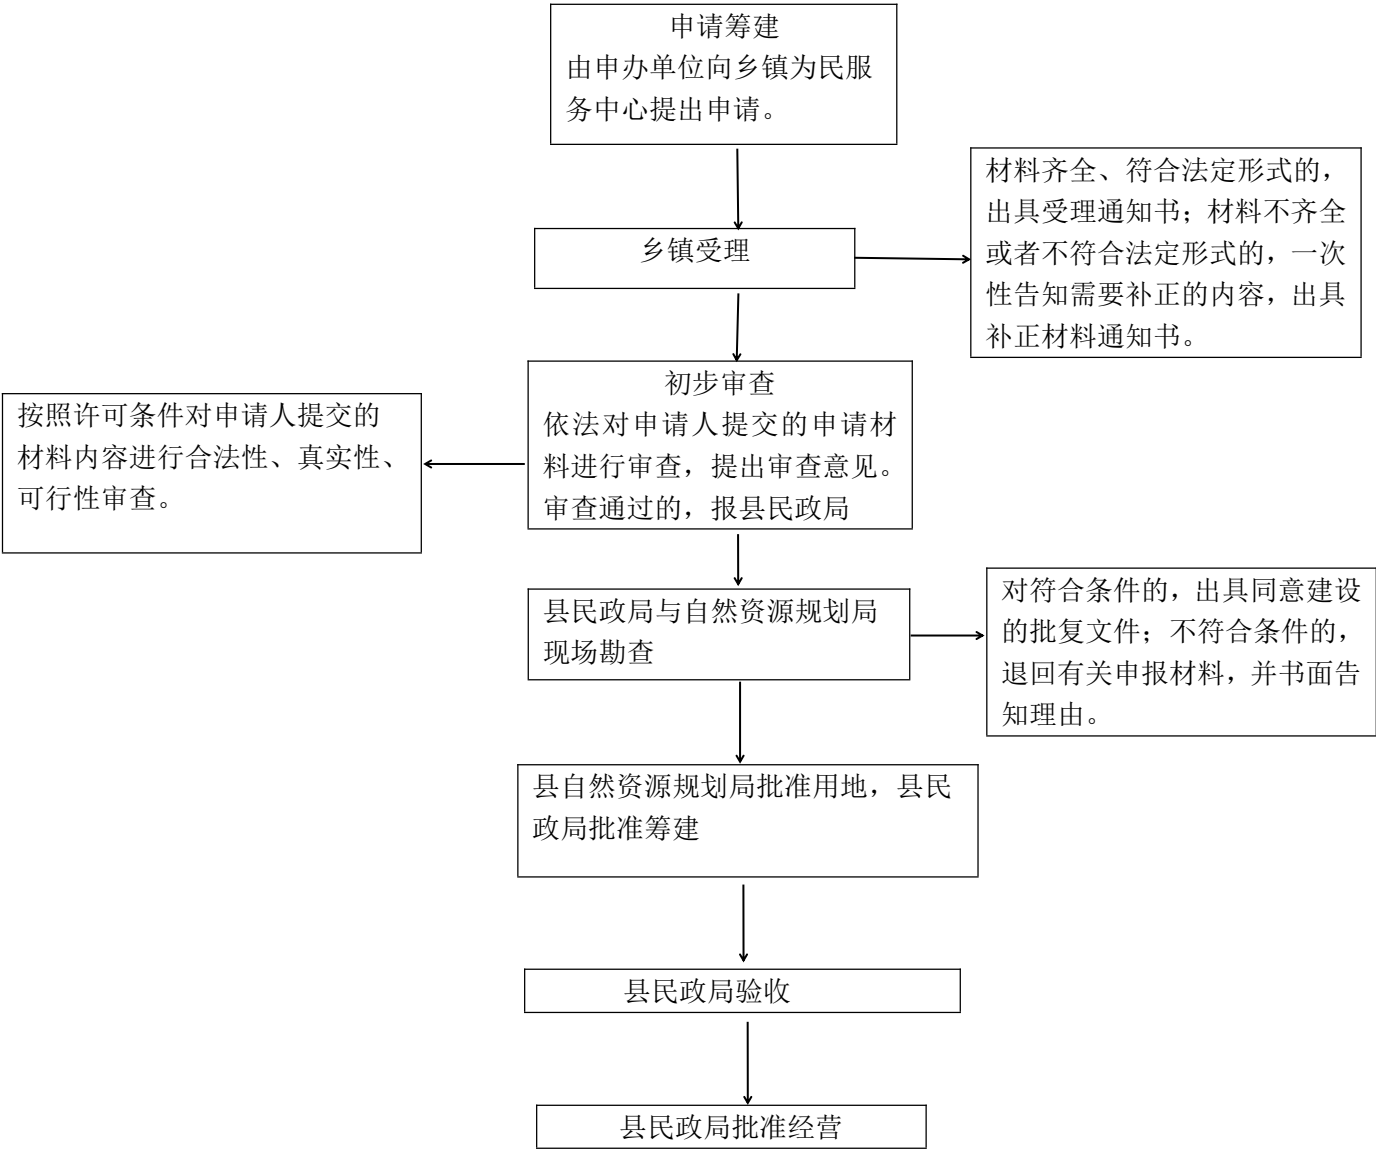 申请筹建
由申办单位向乡镇为民服
务中心提出申请。
材料齐全、符合法定形式的，
出具受理通知书；材料不齐全
或者不符合法定形式的，一次
性告知需要补正的内容，出具
补正材料通知书。
乡镇受理
初步审查
依法对申请人提交的申请材
料进行审查，提出审查意见。
审查通过的，报县民政局
按照许可条件对申请人提交的
材料内容进行合法性、真实性、
可行性审查。
县民政局与自然资源规划局
现场勘查
对符合条件的，出具同意建设
的批复文件；不符合条件的，
退回有关申报材料，并书面告
知理由。
县自然资源规划局批准用地，县民
政局批准筹建
县民政局验收
县民政局批准经营